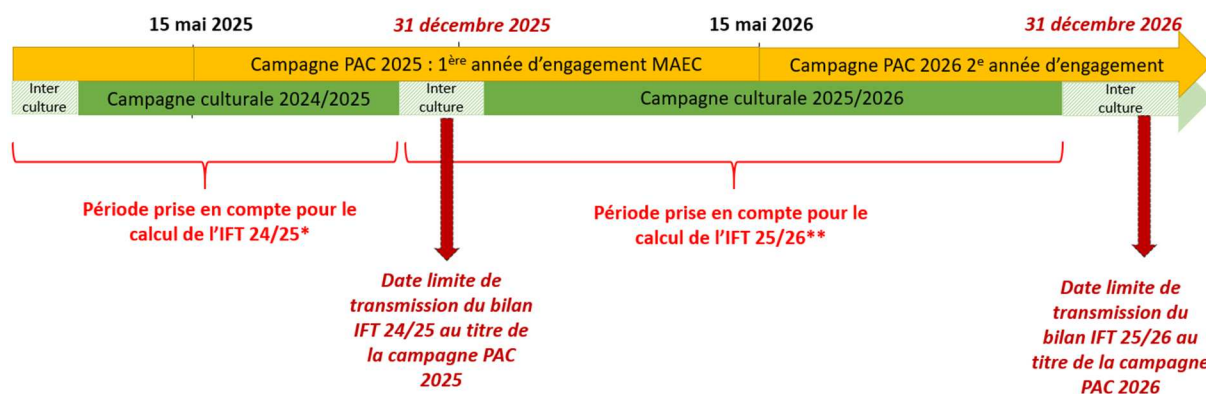 15 mai 2025
31 décembre 2025
15 mai 2026
31 décembre 2026
Campagne PAC 2025 : 1ère année d'engagement MAEC
Campagne PAC 2026 2e année d'engagement
Inter
culture
Campagne culturale 2024/2025
Inter
culture
Campagne culturale 2025/2026
Inter
culture
Période prise en compte pour le
calcul de l'IFT 24/25*
Période prise en compte pour le
calcul de l'IFT 25/26**
Date limite de
transmission du bilan
IFT 24/25 au titre de
la campagne PAC
2025
Date limite de
transmission du
bilan IFT 25/26 au
titre de la campagne
PAC 2026